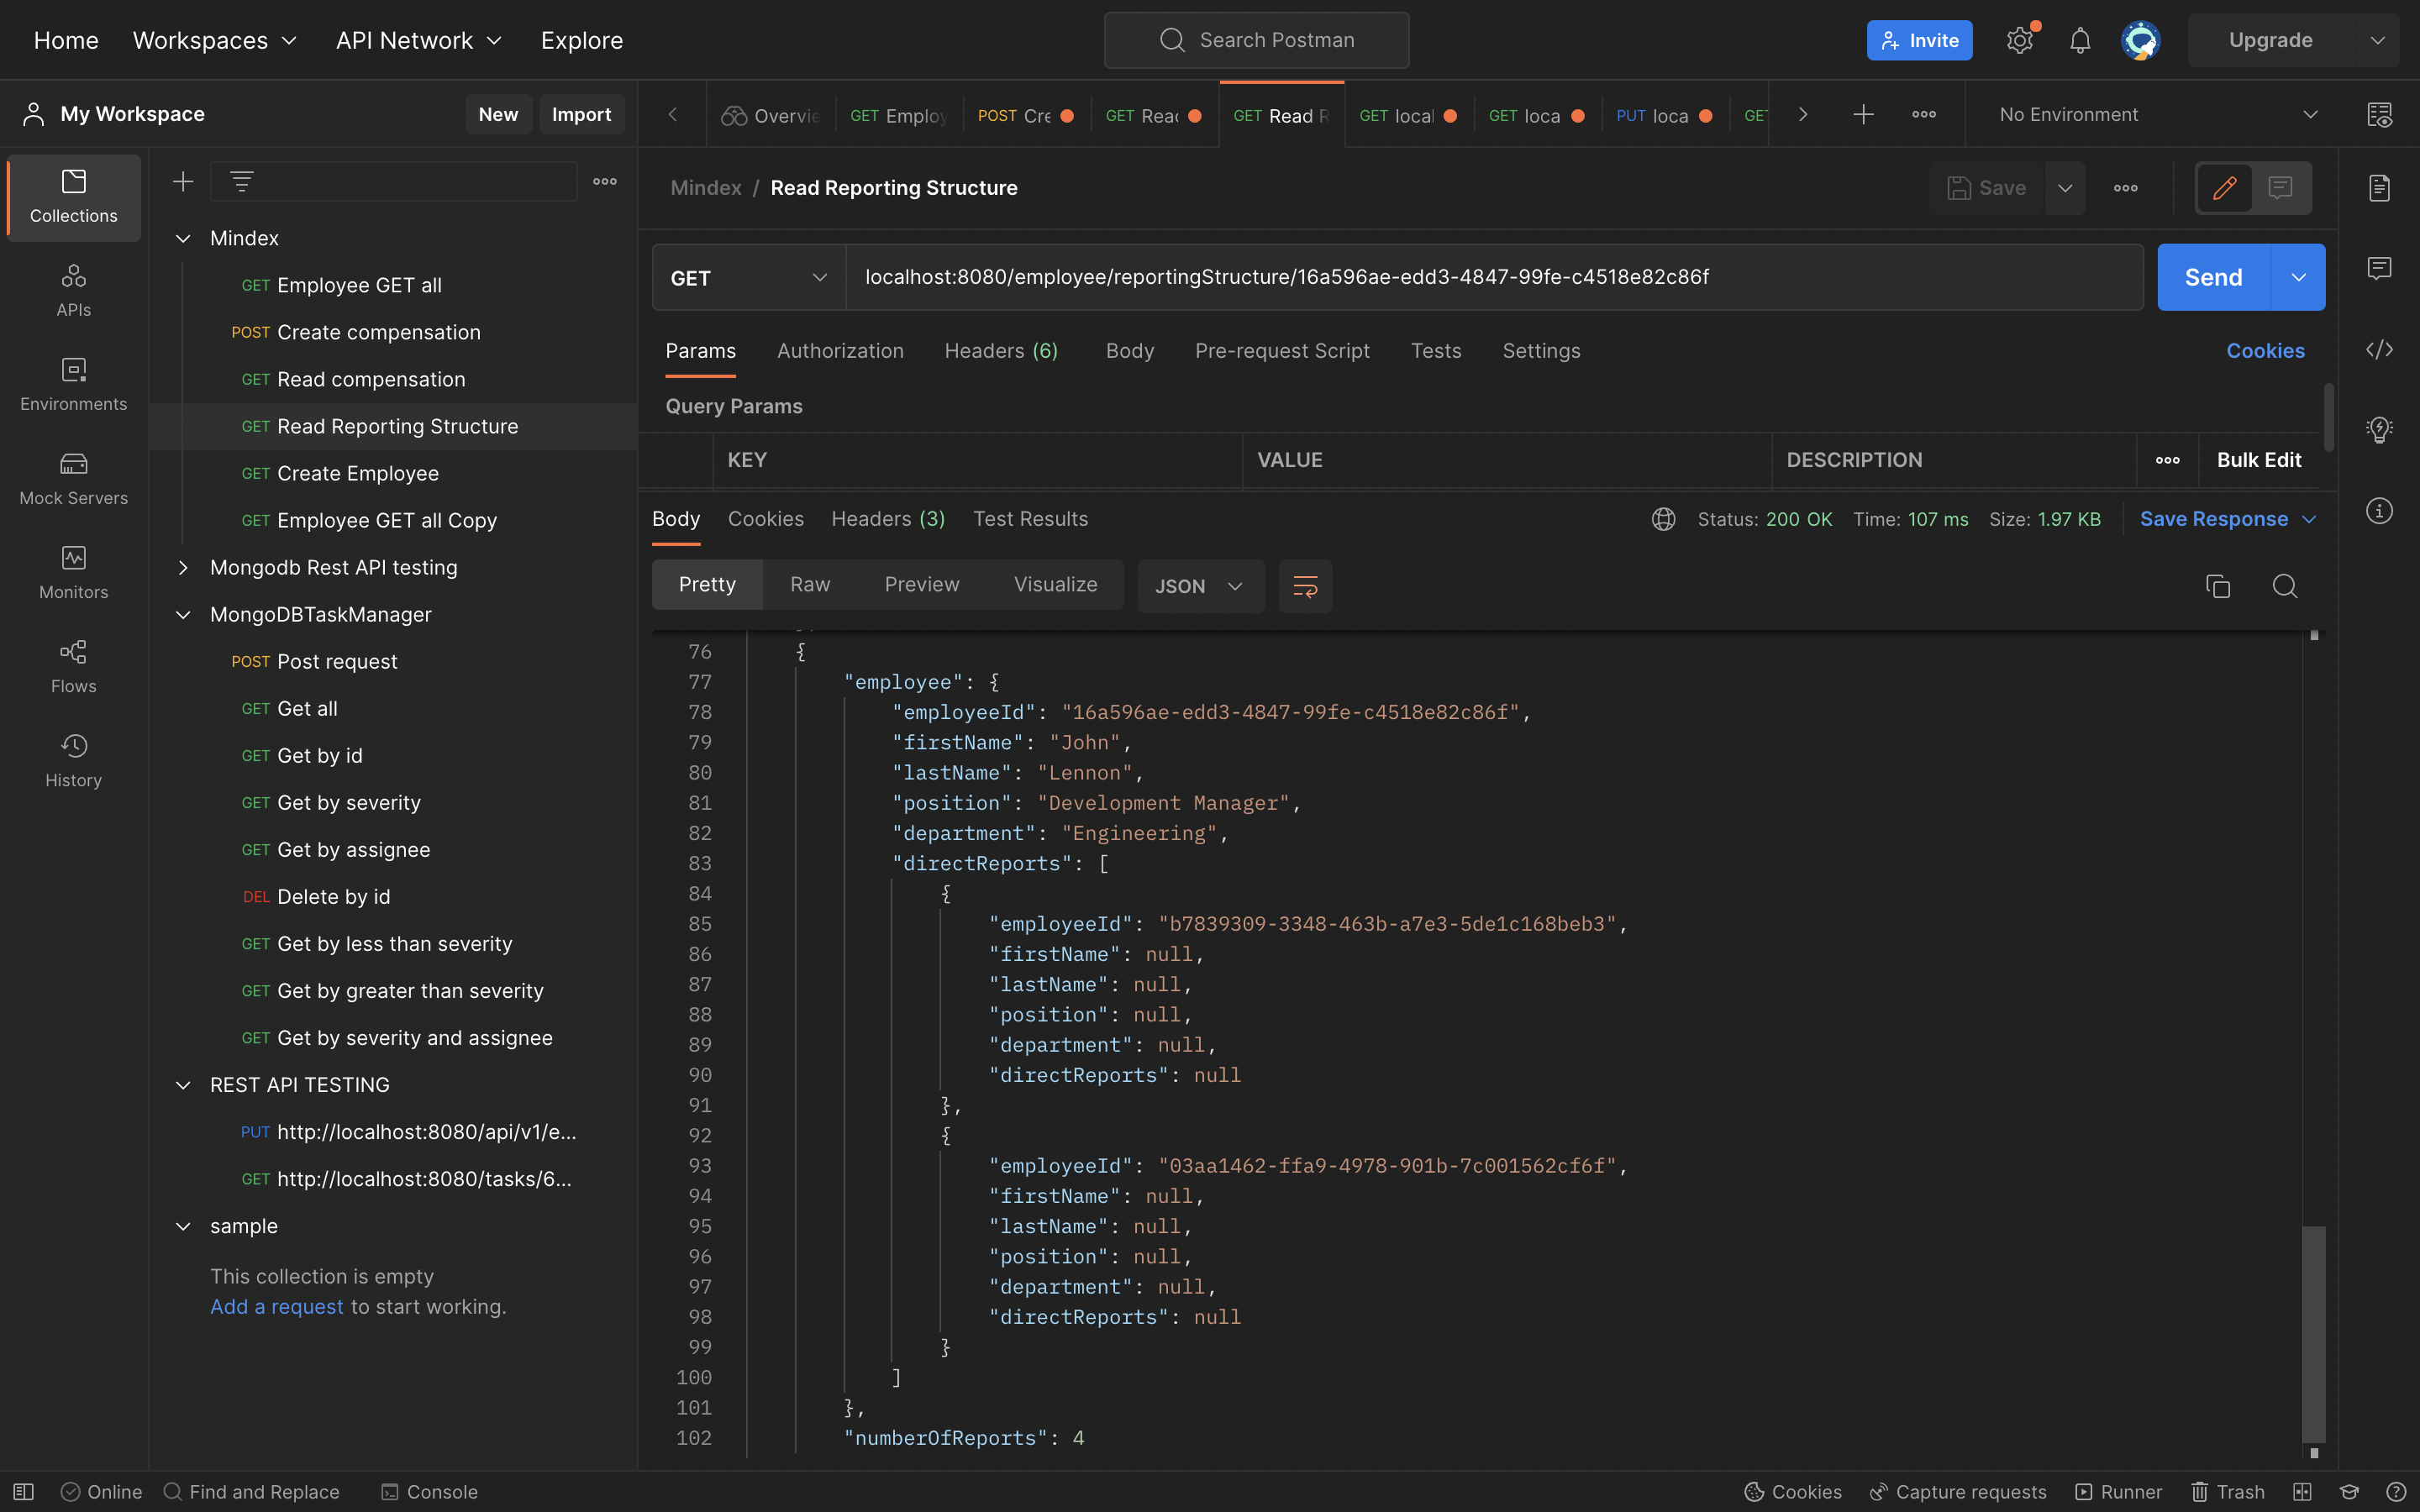 Home Workspaces API Network Explore
Search Postman
Invite
Upgrade
My Workspace
New Import
Overvie
GET Employ
POST Cre
GET Read
GET Read R
GET local
GET loca
PUT loca
GET
No Environment
Collections
APIs
Environments
Mock Servers
Monitors
Flows
History
Mindex
GET Employee GET all
POST Create compensation
GET Read compensation
GET Read Reporting Structure
GET Create Employee
GET Employee GET all Copy
Mongodb Rest API testing
MongoDBTaskManager
POST Post request
GET Get all
GET Get by id
GET Get by severity
GET Get by assignee
DEL Delete by id
GET Get by less than severity
GET Get by greater than severity
GET Get by severity and assignee
REST API TESTING
PUT http://localhost:8080/api/v1/e...
GET http://localhost:8080/tasks/6...
sample
This collection is empty
Add a request to start working.
Mindex / Read Reporting Structure
Save
GET
localhost:8080/employee/reportingStructure/16a596ae-edd3-4847-99fe-c4518e82c86f
Send
Params Authorization Headers (6) Body Pre-request Script Tests Settings
Cookies
Query Params
KEY VALUE DESCRIPTION Bulk Edit
Body Cookies Headers (3) Test Results
Status: 200 OK Time: 107 ms Size: 1.97 KB Save Response
Pretty Raw Preview Visualize JSON
76 {
77 "employee": {
78 "employeeId": "16a596ae-edd3-4847-99fe-c4518e82c86f",
79 "firstName": "John",
80 "lastName": "Lennon",
81 "position": "Development Manager",
82 "department": "Engineering",
83 "directReports": [
84 {
85 "employeeId": "b7839309-3348-463b-a7e3-5de1c168beb3",
86 "firstName": null,
87 "lastName": null,
88 "position": null,
89 "department": null,
90 "directReports": null
91 },
92 {
93 "employeeId": "03aa1462-ffa9-4978-901b-7c001562cf6f",
94 "firstName": null,
95 "lastName": null,
96 "position": null,
97 "department": null,
98 "directReports": null
99 }
100 ]
101 },
102 "numberOfReports": 4
Online Find and Replace Console
Cookies Capture requests Runner Trash